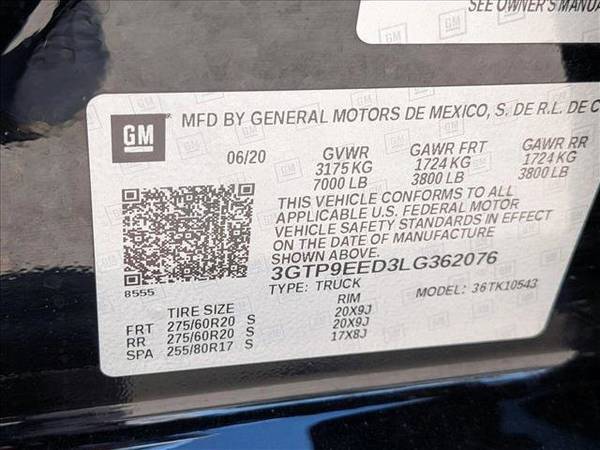 SEE OWNER'S MANUA
GM
GM
MFD BY GENERAL MOTORS DE MEXICO, S. DE R.L. DE C
06/20 GVWR GAWR FRT GAWR RR
3175 KG 1724 KG 1724 KG
7000 LB 3800 LB 3800 LB
THIS VEHICLE CONFORMS TO ALL
APPLICABLE U.S. FEDERAL MOTOR
VEHICLE SAFETY STANDARDS IN EFFECT
ON THE DATE OF MANUFACTURE
SHOWN ABOVE.
3GTP9EED3LG362076
8555 TYPE: TRUCK MODEL: 36TK10543
TIRE SIZE RIM
FRT 275/60R20 S 20X9J
RR 275/60R20 S 20X9J
SPA 255/80R17 S 17X8J